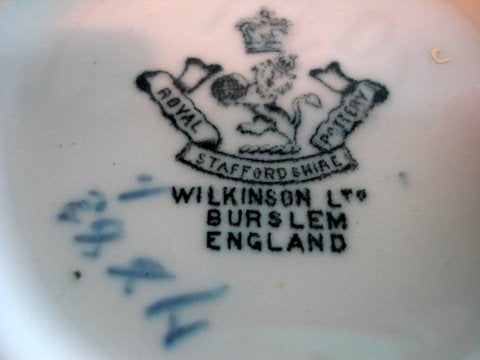 ROYAL
POTTERY
STAFFORDSHIRE
WILKINSON LTD
BURSLEM
ENGLAND